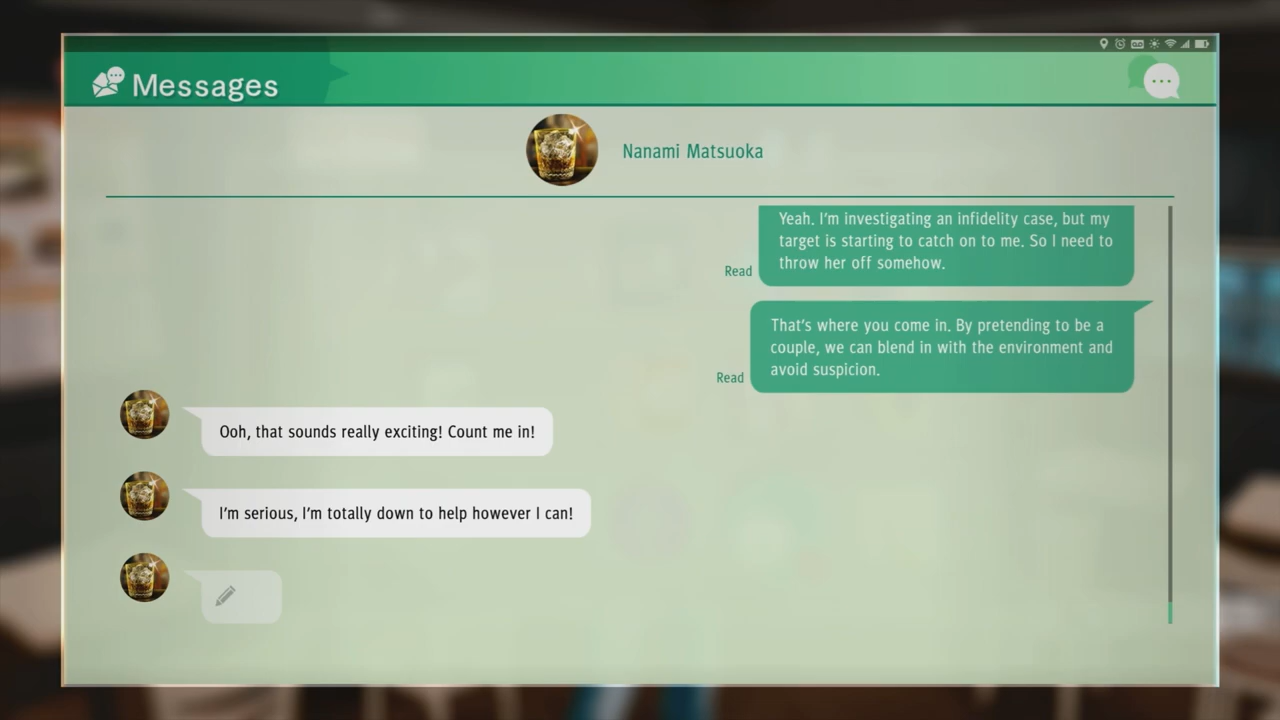 Messages
Nanami Matsuoka
Yeah. I'm investigating an infidelity case, but my
target is starting to catch on to me. So I need to
throw her off somehow.
Read
That's where you come in. By pretending to be a
couple, we can blend in with the environment and
avoid suspicion.
Read
Ooh, that sounds really exciting! Count me in!
I'm serious, I'm totally down to help however I can!